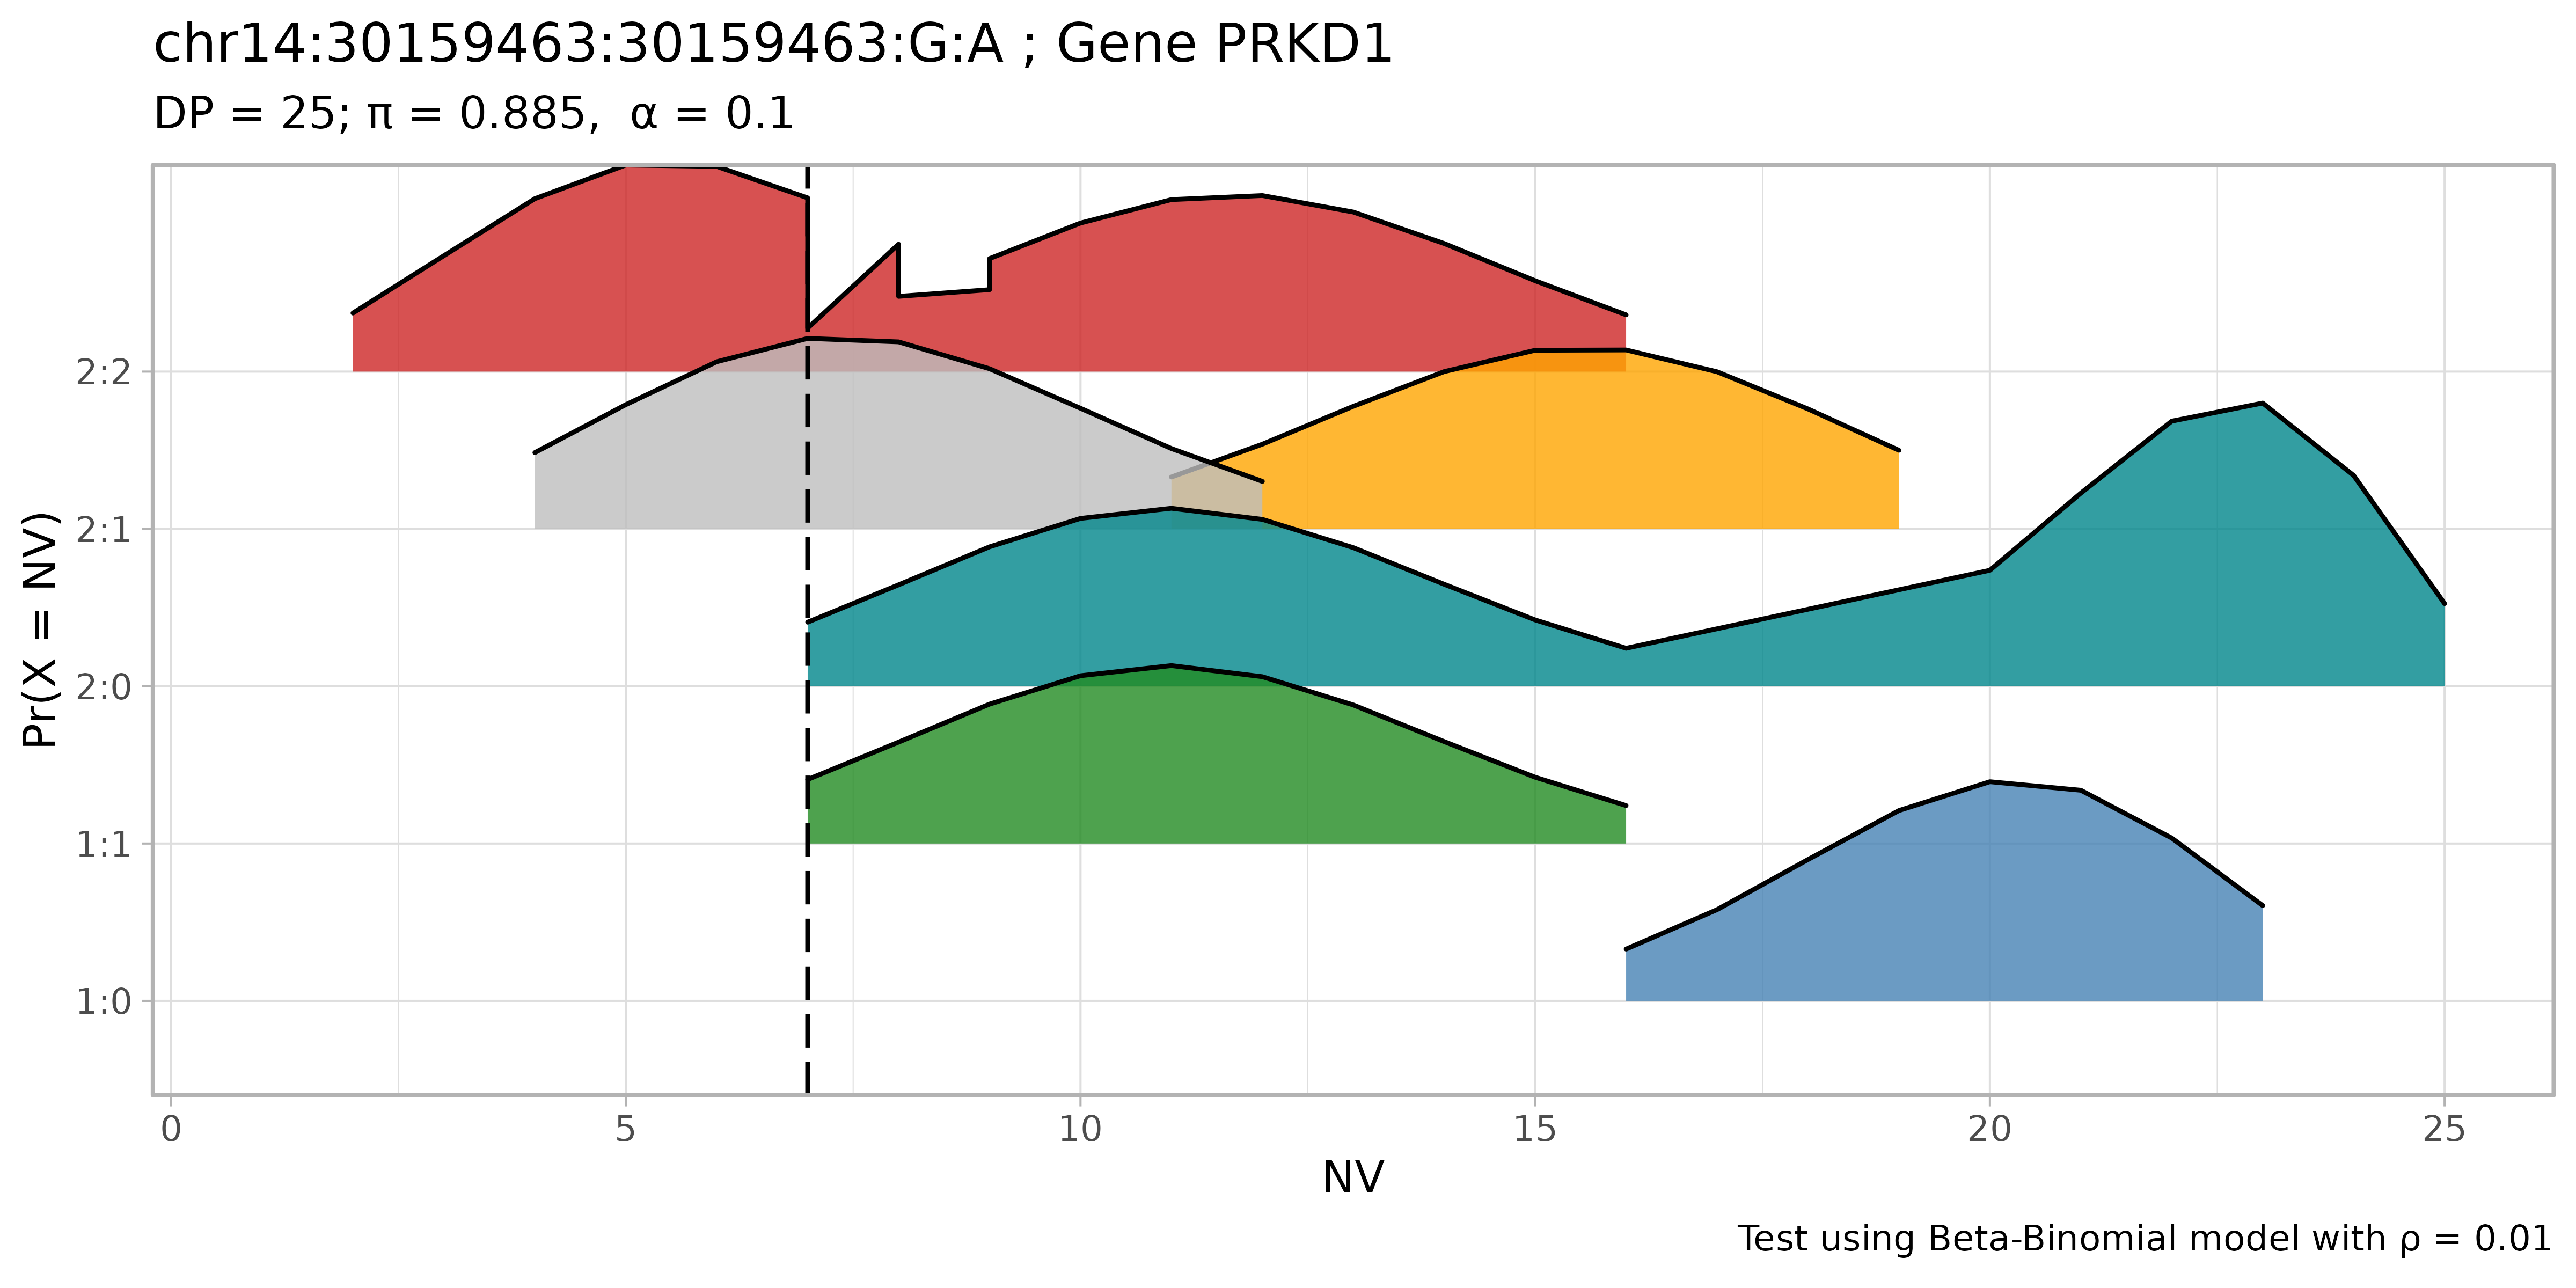 chr14:30159463:30159463:G:A ; Gene PRKD1
DP = 25; π = 0.885,  α = 0.1
Pr(X = NV)
2:2
2:1
2:0
1:1
1:0
0 5 10 15 20 25
NV
Test using Beta-Binomial model with ρ = 0.01